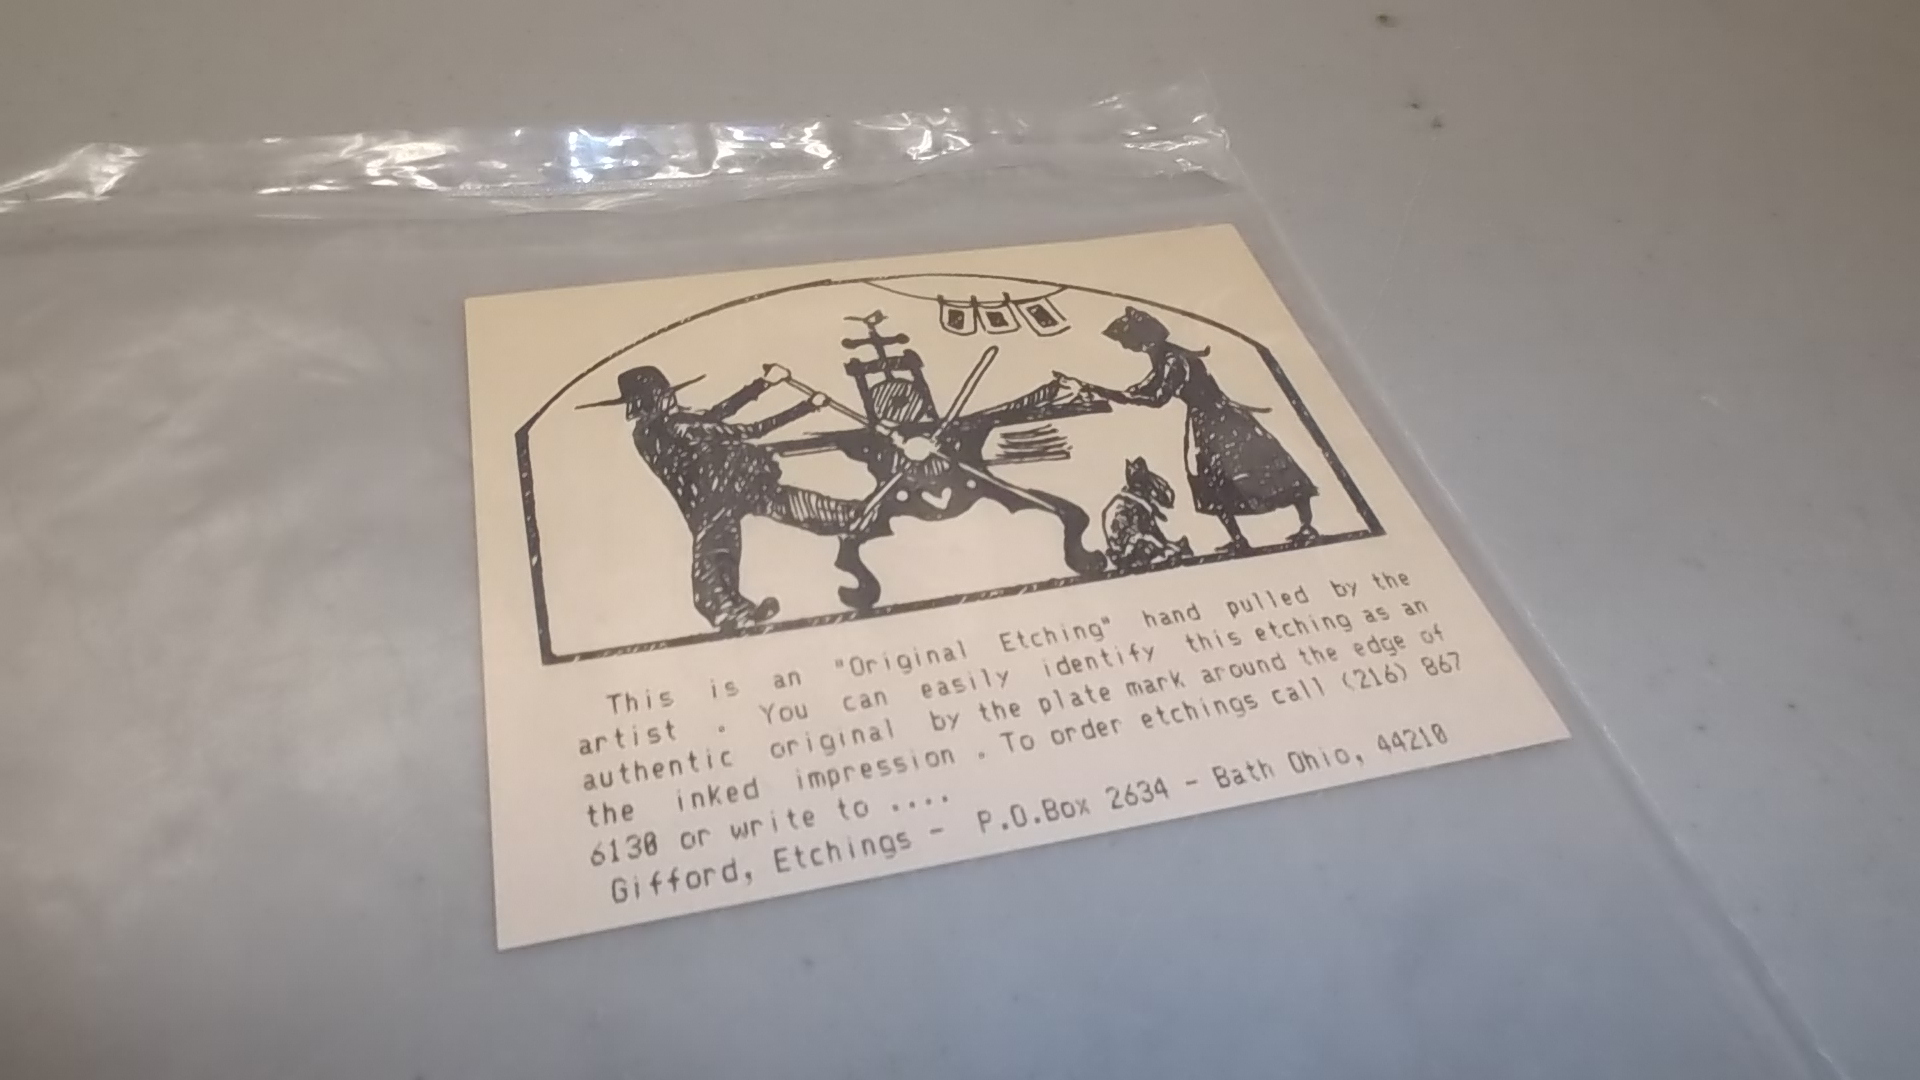 This is an "Original Etching" hand pulled by the
artist . You can easily identify this etching as an
authentic original by the plate mark around the edge of
the inked impression . To order etchings call (216) 867
6130 or write to ....
Gifford, Etchings - P.O.Box 2634 - Bath Ohio, 44210